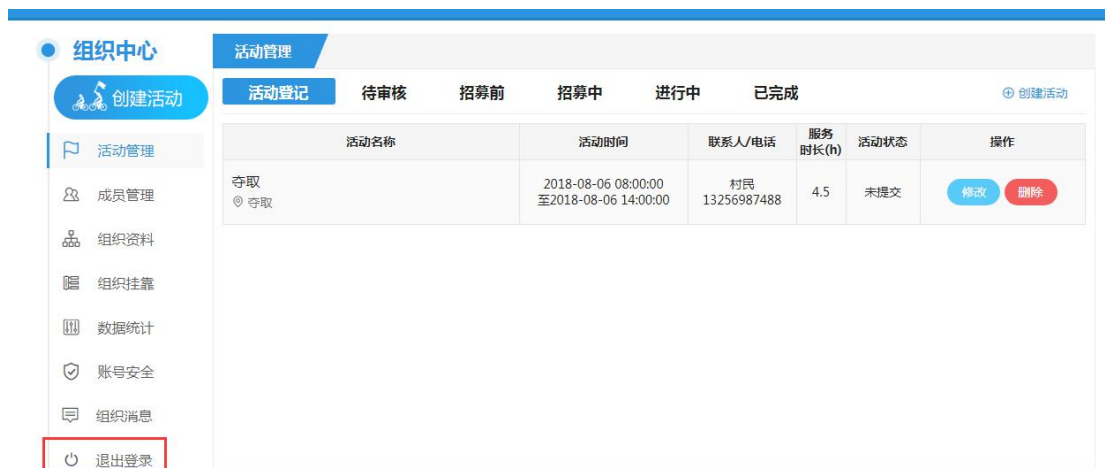 组织中心
创建活动
活动管理
成员管理
组织资料
组织挂靠
数据统计
账号安全
组织消息
退出登录
活动管理
活动登记 待审核 招募前 招募中 进行中 已完成 创建活动
活动名称 活动时间 联系人/电话 服务时长(h) 活动状态 操作
夺取
夺取
2018-08-06 08:00:00
至2018-08-06 14:00:00
村民
13256987488
4.5
未提交
修改 删除